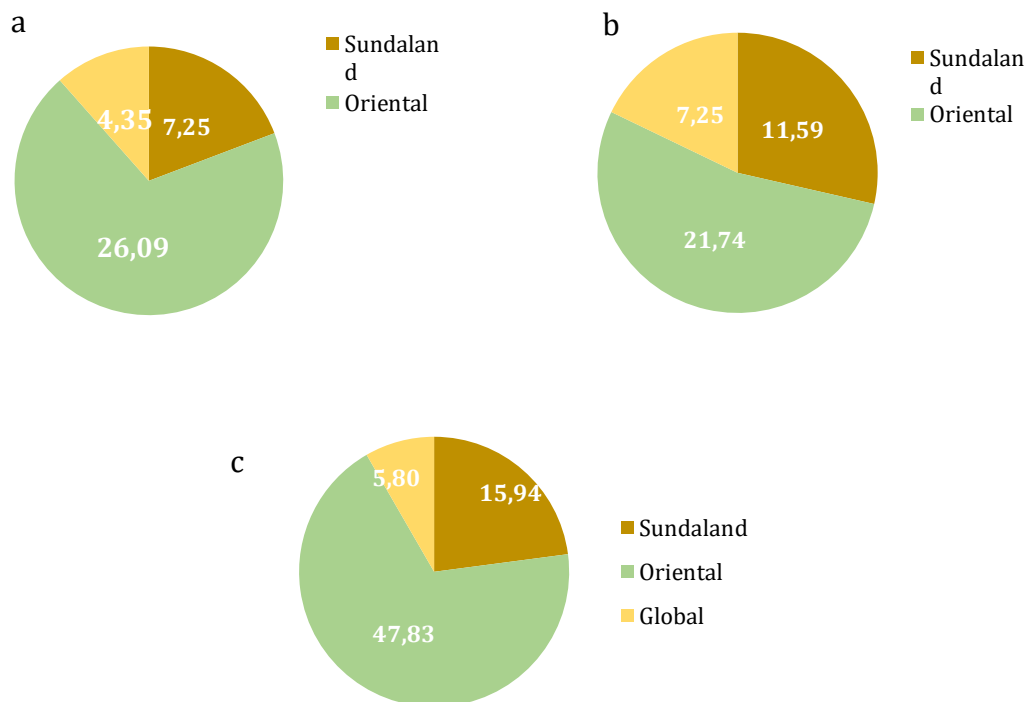 a
Sundalan
d
Oriental
4,35
7,25
26,09
b
Sundalan
d
Oriental
7,25
11,59
21,74
c
5,80
15,94
47,83
Sundaland
Oriental
Global